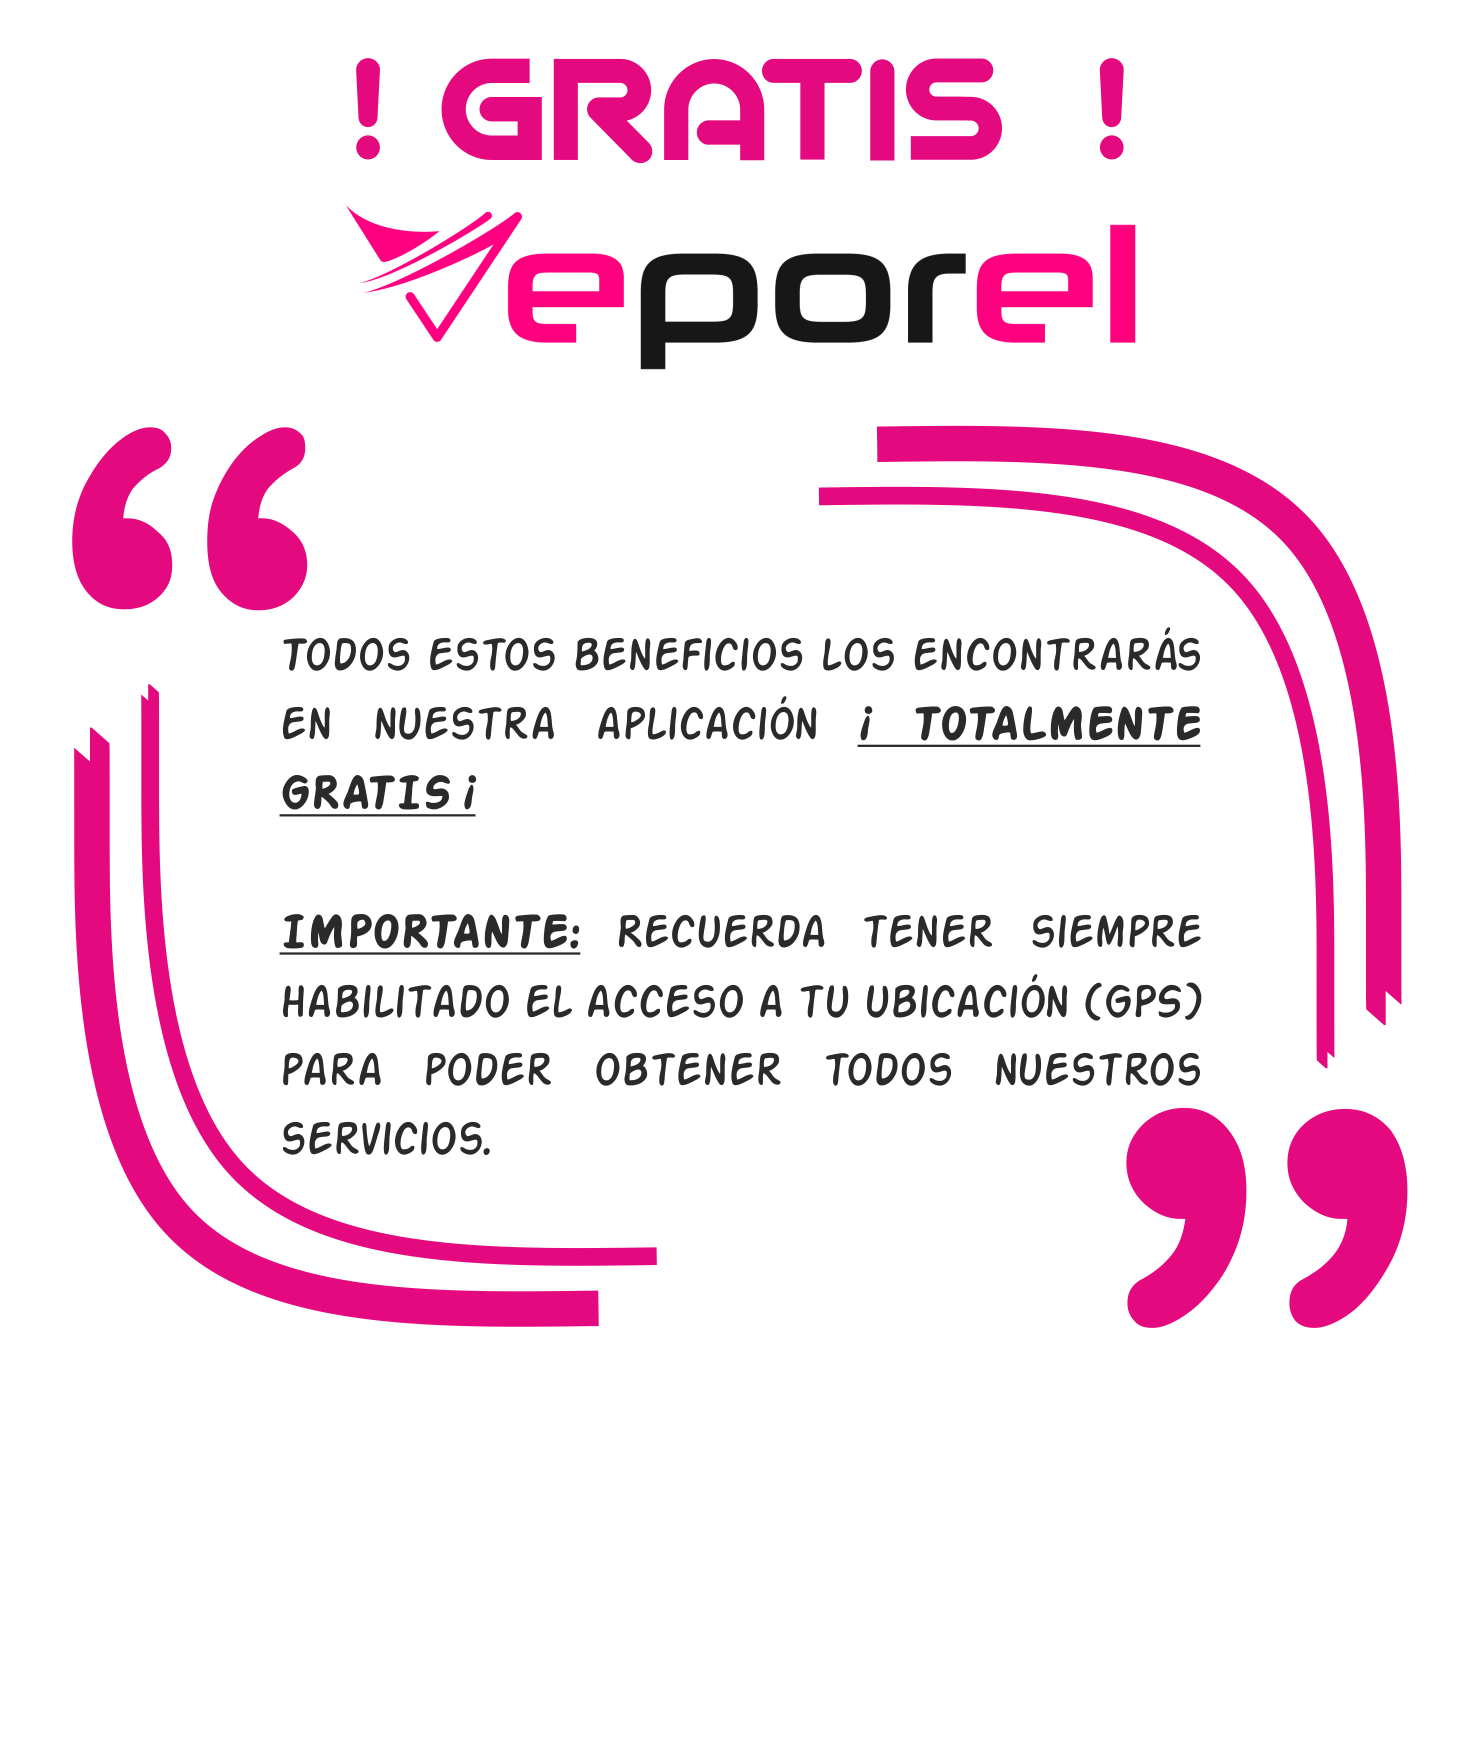 ! GRATIS !
veporel
TODOS ESTOS BENEFICIOS LOS ENCONTRARÁS
EN NUESTRA APLICACIÓN ¡ TOTALMENTE
GRATIS ¡
IMPORTANTE: RECUERDA TENER SIEMPRE
HABILITADO EL ACCESO A TU UBICACIÓN (GPS)
PARA PODER OBTENER TODOS NUESTROS
SERVICIOS.